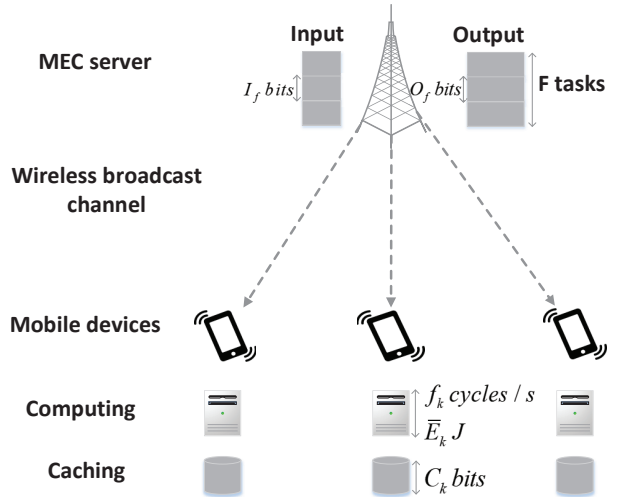 Input
Output
MEC server
I_f bits
O_f bits
F tasks
Wireless broadcast
channel
Mobile devices
Computing
f_k cycles / s
E̅_k J
Caching
C_k bits